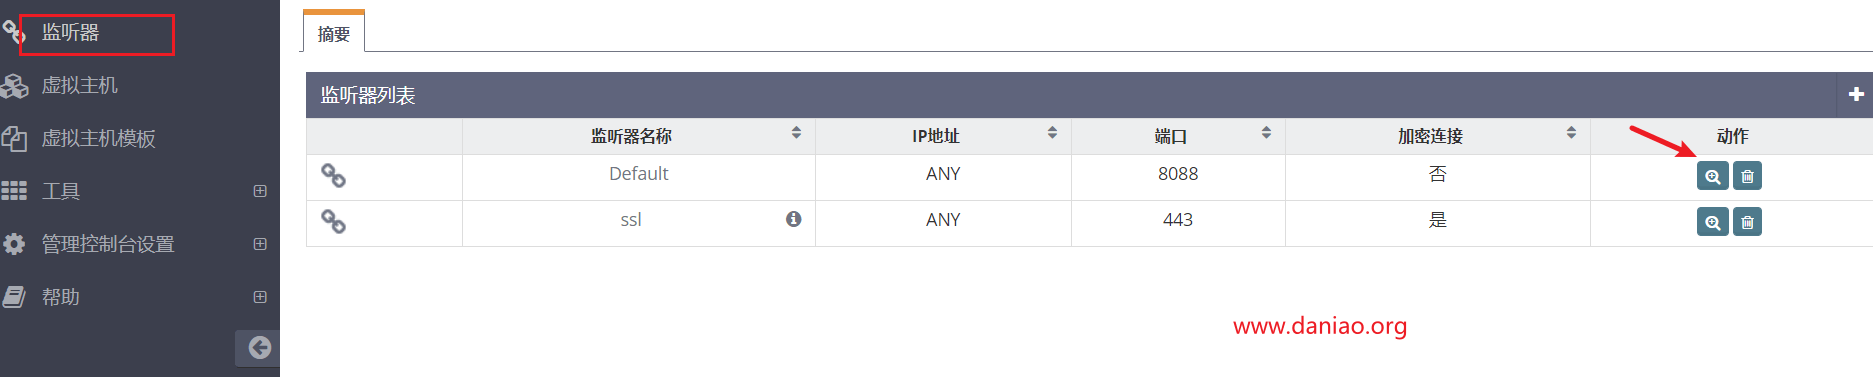 监听器
虚拟主机
虚拟主机模板
工具
管理控制台设置
帮助
摘要
监听器列表
监听器名称 IP地址 端口 加密连接 动作
Default ANY 8088 否
ssl ANY 443 是
www.daniao.org